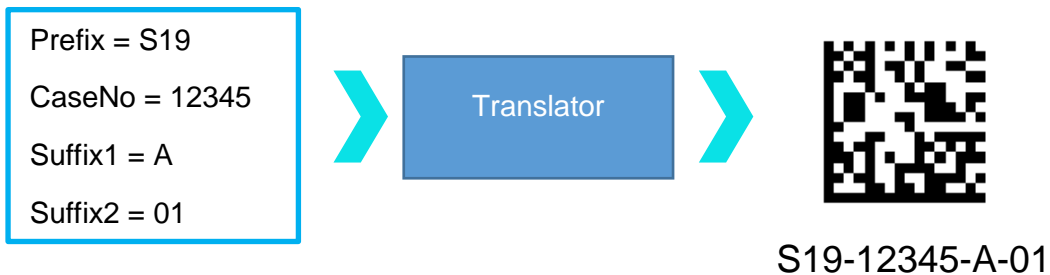 Prefix = S19
CaseNo = 12345
Suffix1 = A
Suffix2 = 01
Translator
S19-12345-A-01